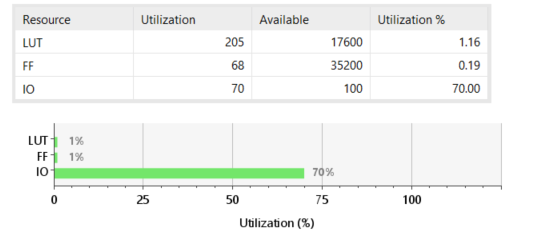 Resource Utilization Available Utilization %
LUT 205 17600 1.16
FF 68 35200 0.19
IO 70 100 70.00
LUT 1%
FF 1%
IO 70%
0 25 50 75 100
Utilization (%)